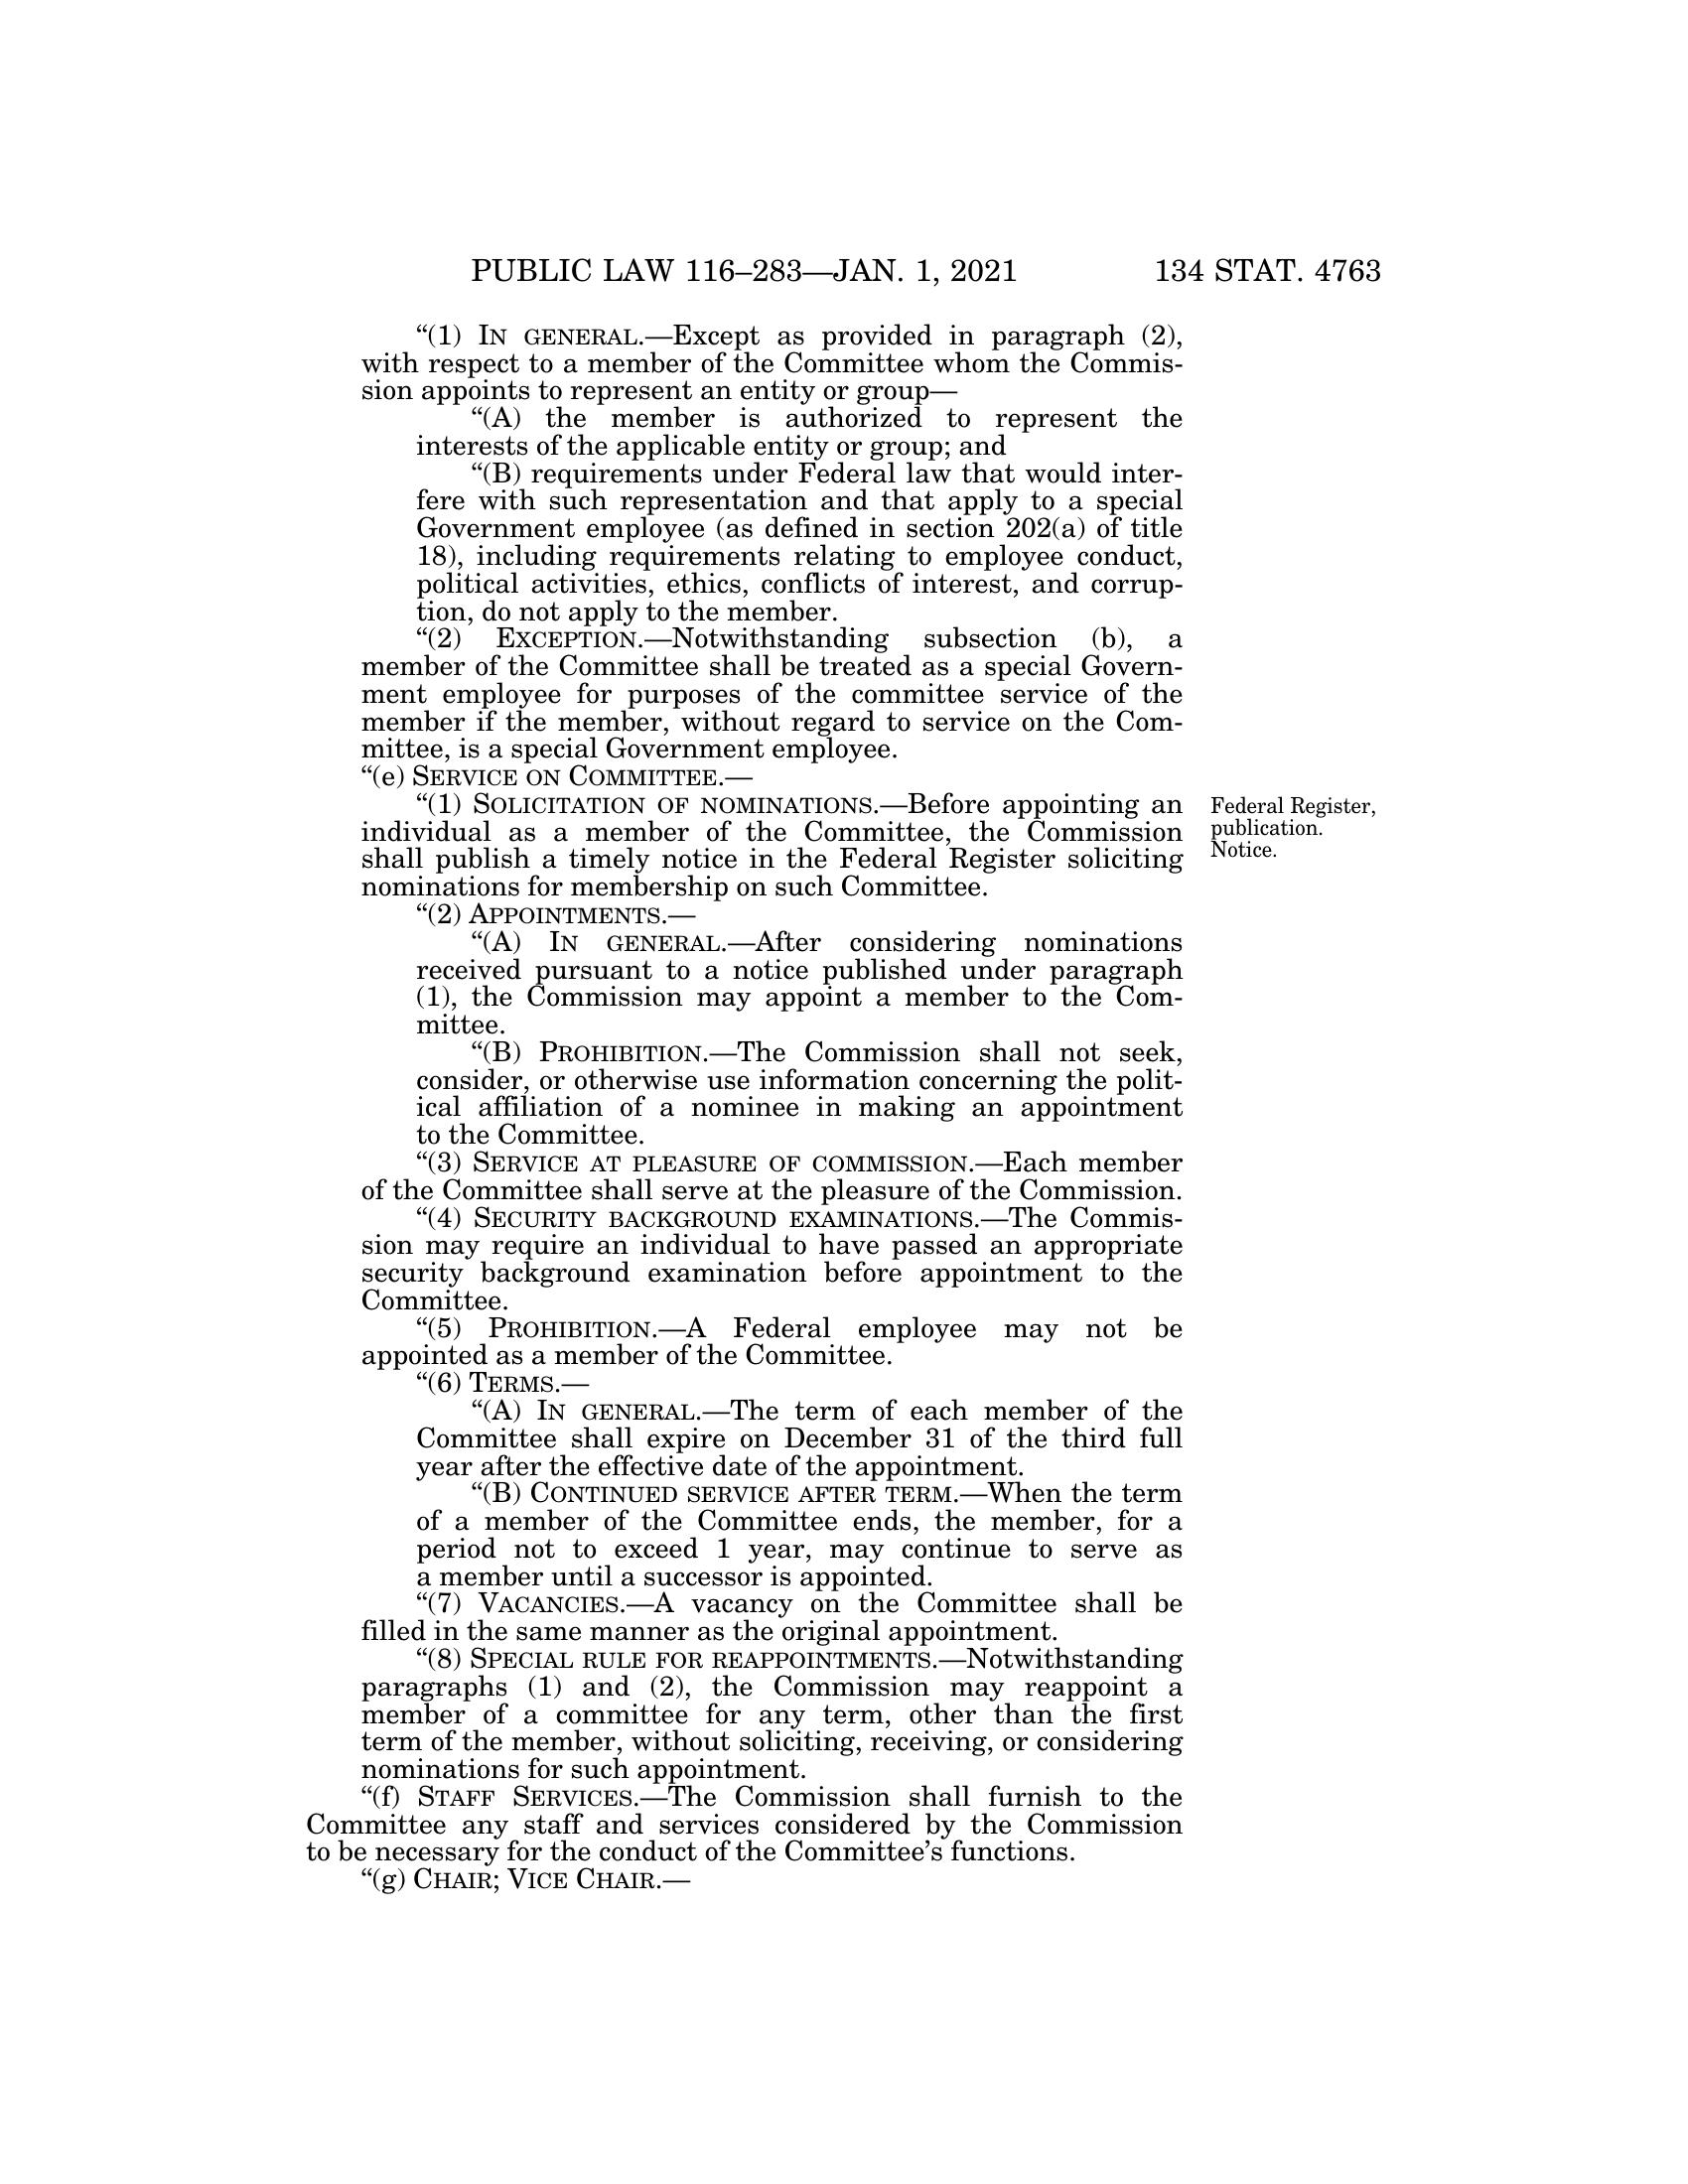 PUBLIC LAW 116–283—JAN. 1, 2021 134 STAT. 4763
“(1) IN GENERAL.—Except as provided in paragraph (2),
with respect to a member of the Committee whom the Commis-
sion appoints to represent an entity or group—
“(A) the member is authorized to represent the
interests of the applicable entity or group; and
“(B) requirements under Federal law that would inter-
fere with such representation and that apply to a special
Government employee (as defined in section 202(a) of title
18), including requirements relating to employee conduct,
political activities, ethics, conflicts of interest, and corrup-
tion, do not apply to the member.
“(2) EXCEPTION.—Notwithstanding subsection (b), a
member of the Committee shall be treated as a special Govern-
ment employee for purposes of the committee service of the
member if the member, without regard to service on the Com-
mittee, is a special Government employee.
“(e) SERVICE ON COMMITTEE.—
“(1) SOLICITATION OF NOMINATIONS.—Before appointing an
individual as a member of the Committee, the Commission
shall publish a timely notice in the Federal Register soliciting
nominations for membership on such Committee.
Federal Register,
publication.
Notice.
“(2) APPOINTMENTS.—
“(A) IN GENERAL.—After considering nominations
received pursuant to a notice published under paragraph
(1), the Commission may appoint a member to the Com-
mittee.
“(B) PROHIBITION.—The Commission shall not seek,
consider, or otherwise use information concerning the polit-
ical affiliation of a nominee in making an appointment
to the Committee.
“(3) SERVICE AT PLEASURE OF COMMISSION.—Each member
of the Committee shall serve at the pleasure of the Commission.
“(4) SECURITY BACKGROUND EXAMINATIONS.—The Commis-
sion may require an individual to have passed an appropriate
security background examination before appointment to the
Committee.
“(5) PROHIBITION.—A Federal employee may not be
appointed as a member of the Committee.
“(6) TERMS.—
“(A) IN GENERAL.—The term of each member of the
Committee shall expire on December 31 of the third full
year after the effective date of the appointment.
“(B) CONTINUED SERVICE AFTER TERM.—When the term
of a member of the Committee ends, the member, for a
period not to exceed 1 year, may continue to serve as
a member until a successor is appointed.
“(7) VACANCIES.—A vacancy on the Committee shall be
filled in the same manner as the original appointment.
“(8) SPECIAL RULE FOR REAPPOINTMENTS.—Notwithstanding
paragraphs (1) and (2), the Commission may reappoint a
member of a committee for any term, other than the first
term of the member, without soliciting, receiving, or considering
nominations for such appointment.
“(f) STAFF SERVICES.—The Commission shall furnish to the
Committee any staff and services considered by the Commission
to be necessary for the conduct of the Committee’s functions.
“(g) CHAIR; VICE CHAIR.—